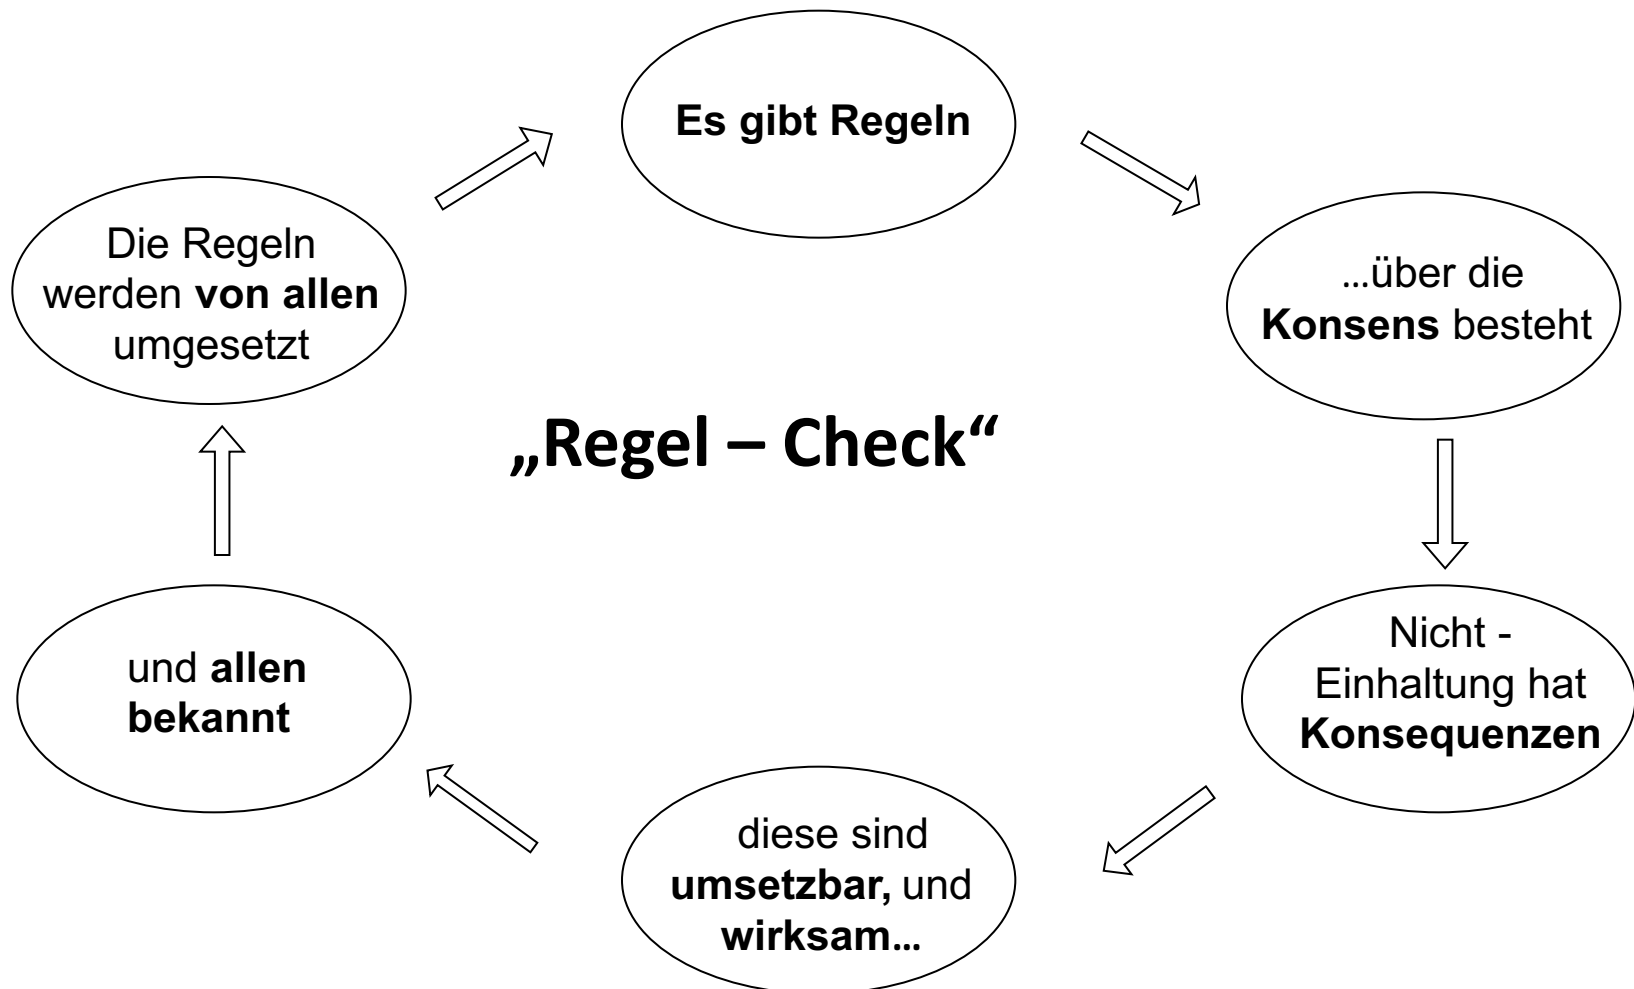 Es gibt Regeln
...über die
Konsens besteht
Nicht -
Einhaltung hat
Konsequenzen
diese sind
umsetzbar, und
wirksam...
und allen
bekannt
Die Regeln
werden von allen
umgesetzt
„Regel – Check“